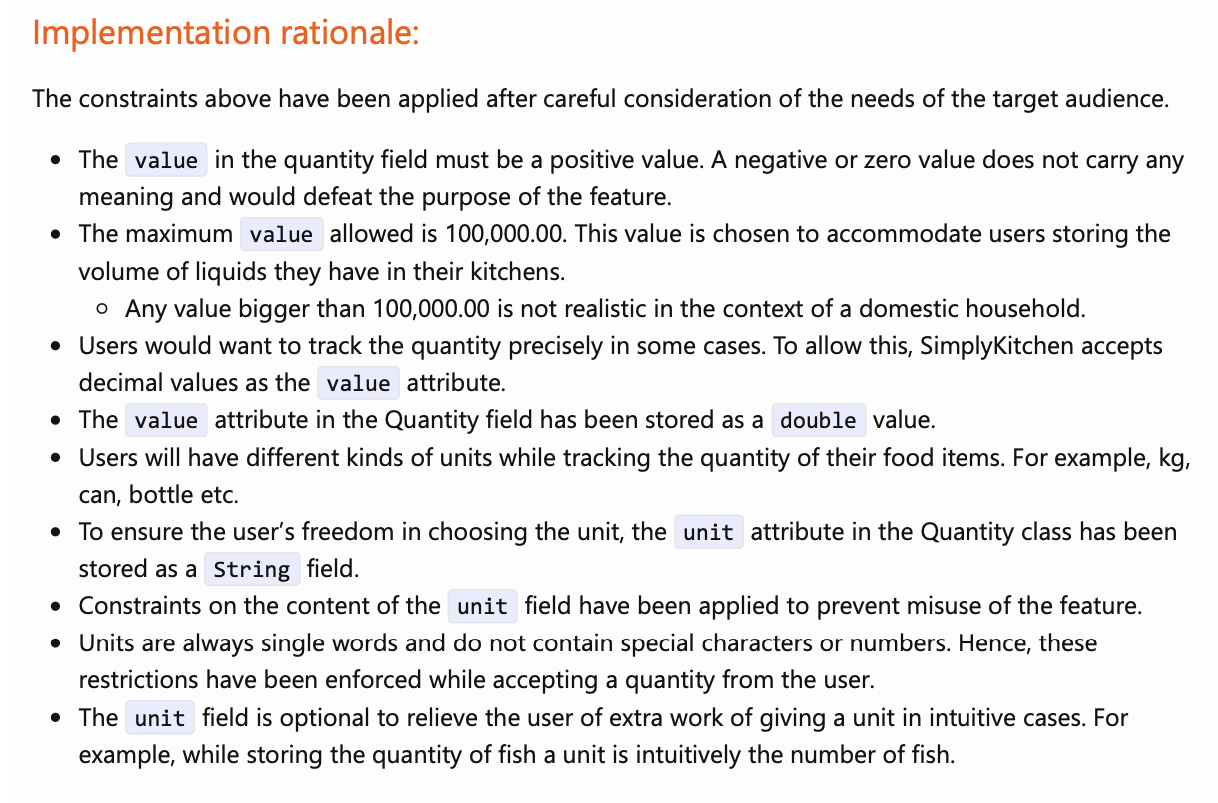 Implementation rationale:
The constraints above have been applied after careful consideration of the needs of the target audience.
• The value in the quantity field must be a positive value. A negative or zero value does not carry any
meaning and would defeat the purpose of the feature.
• The maximum value allowed is 100,000.00. This value is chosen to accommodate users storing the
volume of liquids they have in their kitchens.
◦ Any value bigger than 100,000.00 is not realistic in the context of a domestic household.
• Users would want to track the quantity precisely in some cases. To allow this, SimplyKitchen accepts
decimal values as the value attribute.
• The value attribute in the Quantity field has been stored as a double value.
• Users will have different kinds of units while tracking the quantity of their food items. For example, kg,
can, bottle etc.
• To ensure the user’s freedom in choosing the unit, the unit attribute in the Quantity class has been
stored as a String field.
• Constraints on the content of the unit field have been applied to prevent misuse of the feature.
• Units are always single words and do not contain special characters or numbers. Hence, these
restrictions have been enforced while accepting a quantity from the user.
• The unit field is optional to relieve the user of extra work of giving a unit in intuitive cases. For
example, while storing the quantity of fish a unit is intuitively the number of fish.